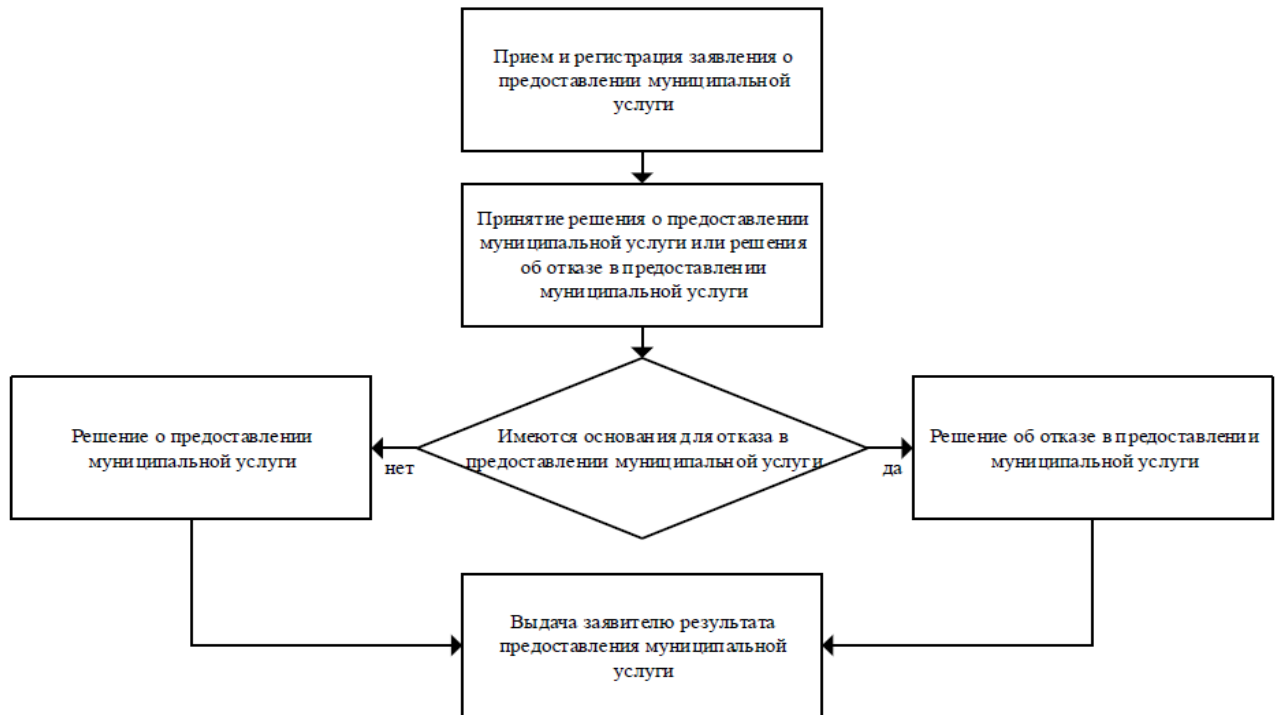 Прием и регистрация заявления о
предоставлении муниципальной
услуги
Принятие решения о предоставлении
муниципальной услуги или решения
об отказе в предоставлении
муниципальной услуги
Решение о предоставлении
муниципальной услуги
нет
Имеются основания для отказа в
предоставлении муниципальной услуги
да
Решение об отказе в предоставлении
муниципальной услуги
Выдача заявителю результата
предоставления муниципальной
услуги